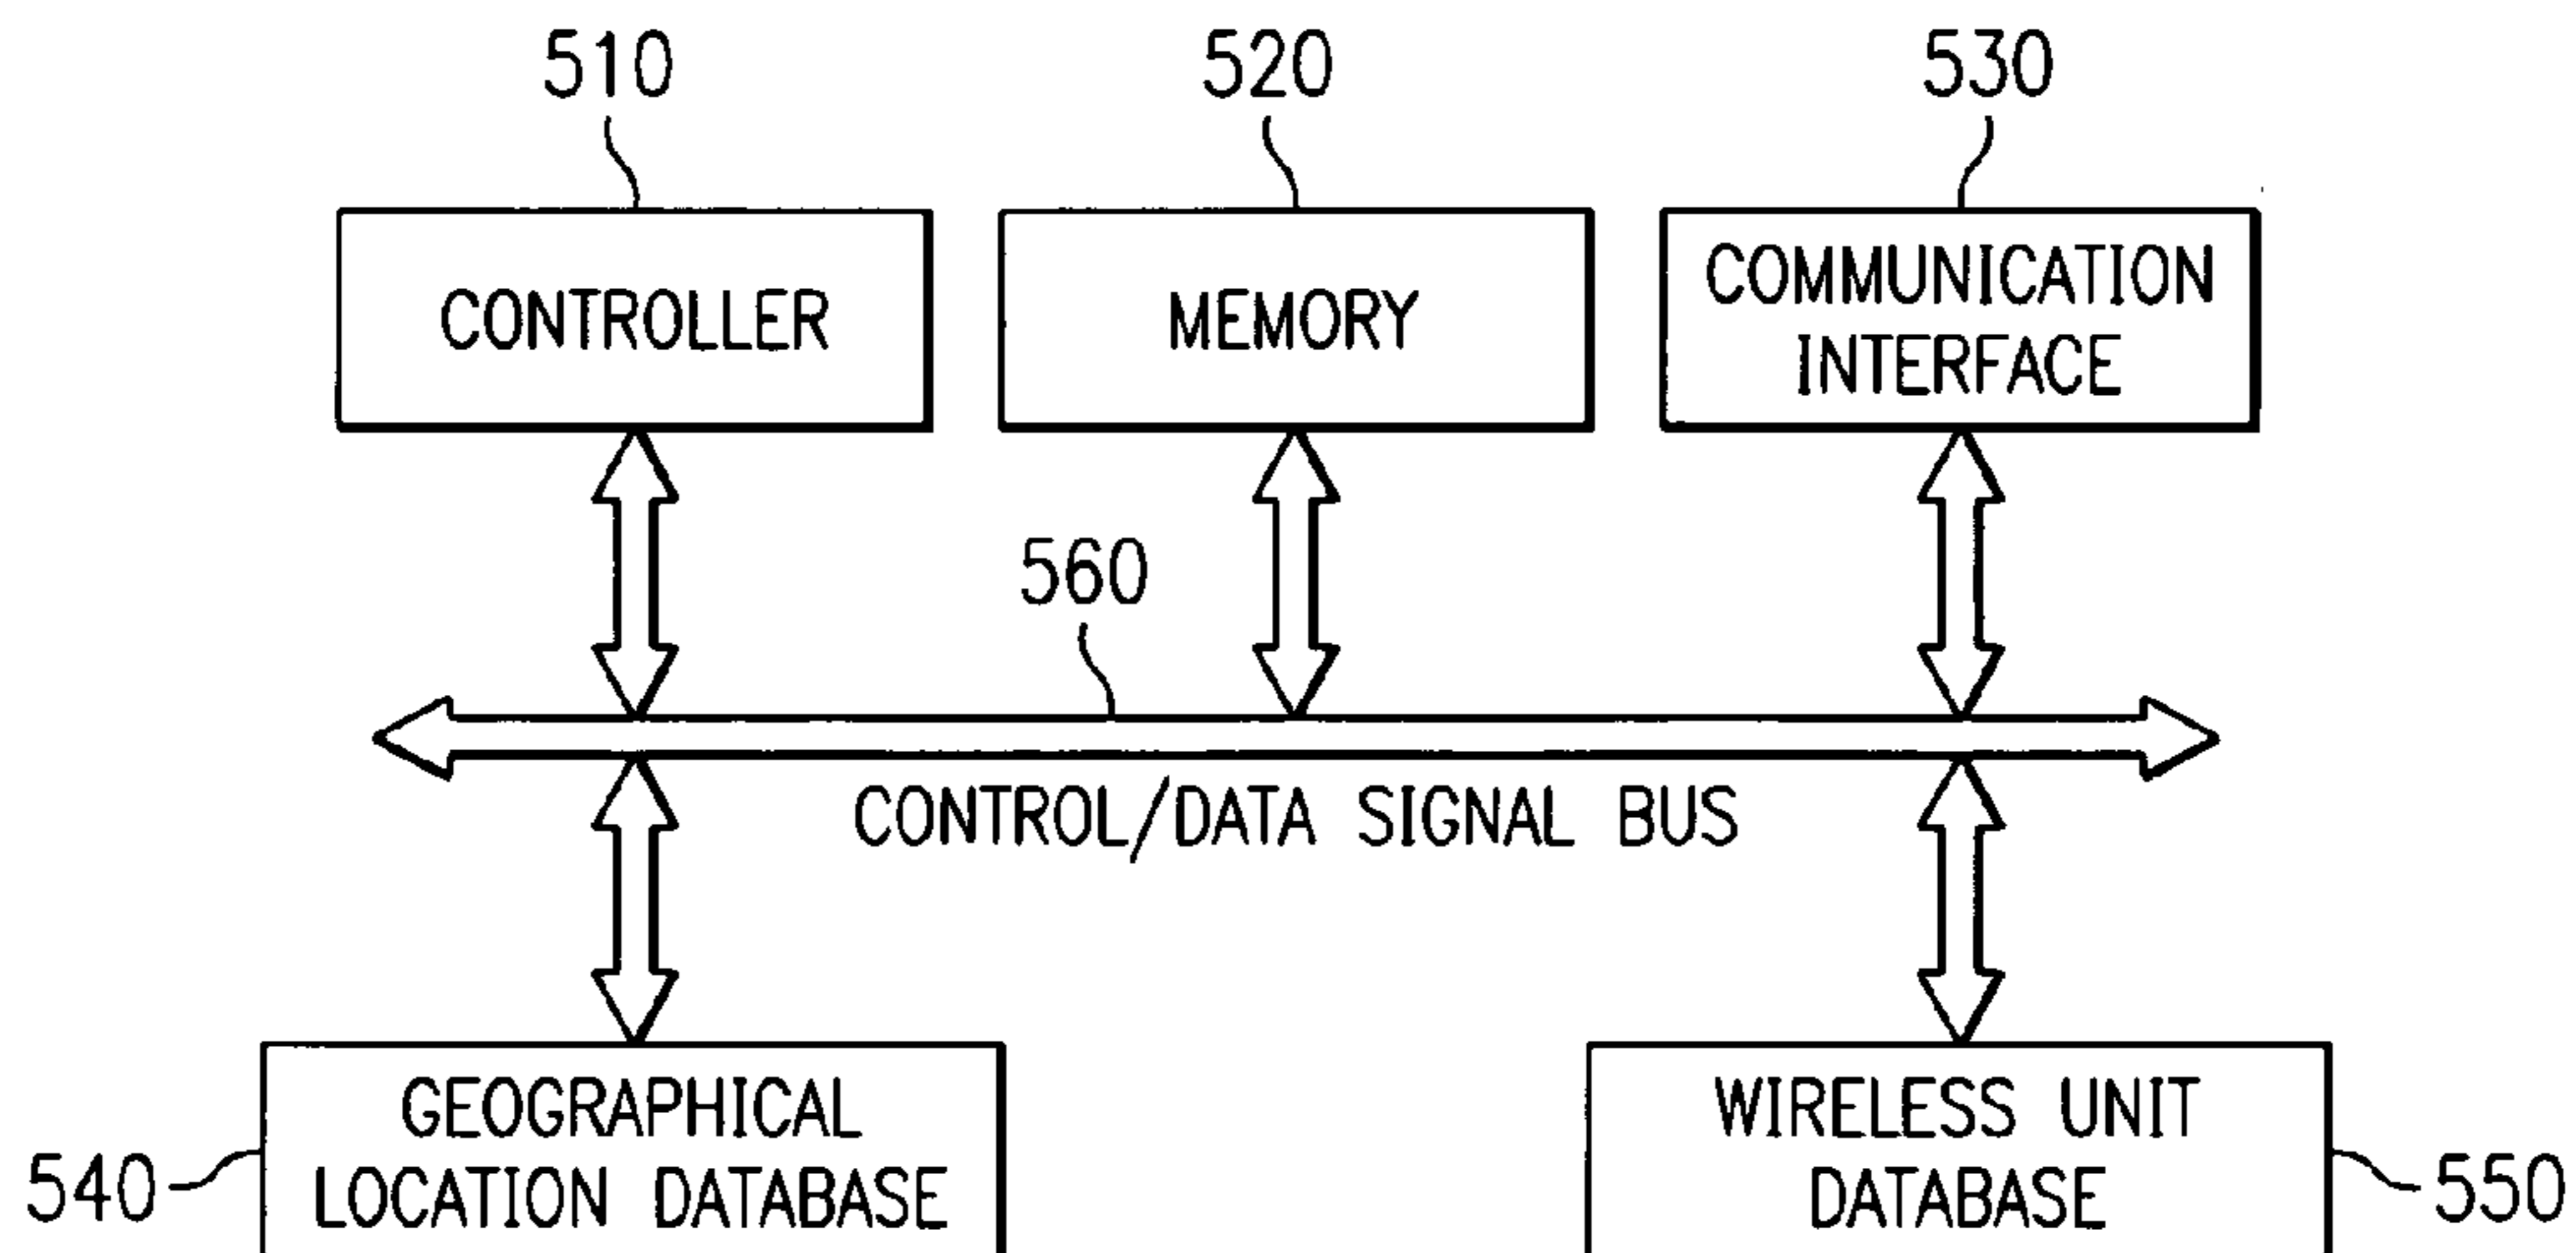 510
520
530
CONTROLLER
MEMORY
COMMUNICATION
INTERFACE
560
CONTROL/DATA SIGNAL BUS
540
GEOGRAPHICAL
LOCATION DATABASE
WIRELESS UNIT
DATABASE
550